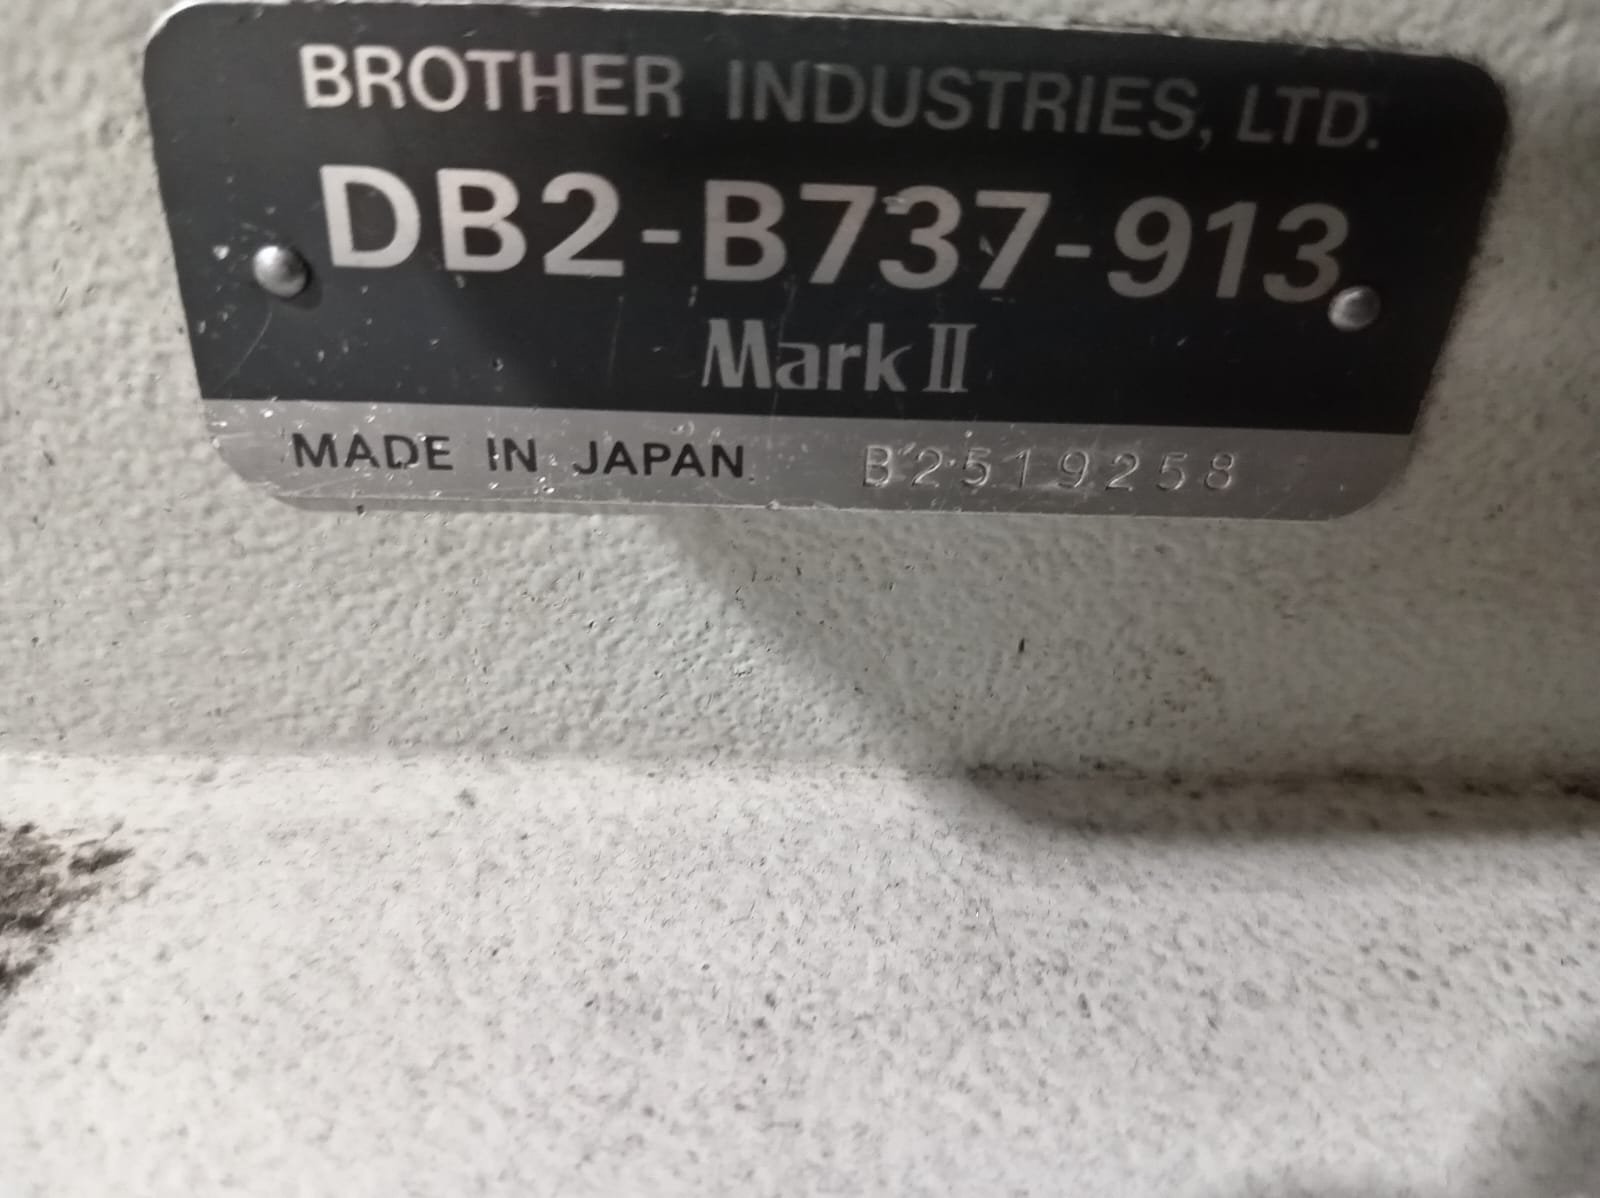 BROTHER INDUSTRIES, LTD.
DB2-B737-913
Mark II
MADE IN JAPAN B2519258